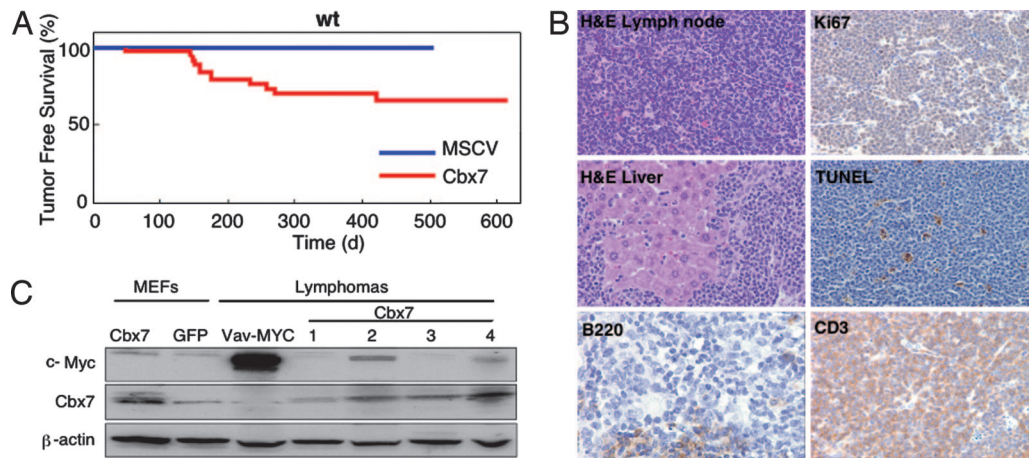 A
wt
Tumor Free Survival (%)
100
50
0
MSCV
Cbx7
0 100 200 300 400 500 600
Time (d)
B
H&E Lymph node
Ki67
H&E Liver
TUNEL
B220
CD3
C
MEFs Lymphomas
Cbx7
Cbx7 GFP Vav-MYC 1 2 3 4
c-Myc
Cbx7
β-actin